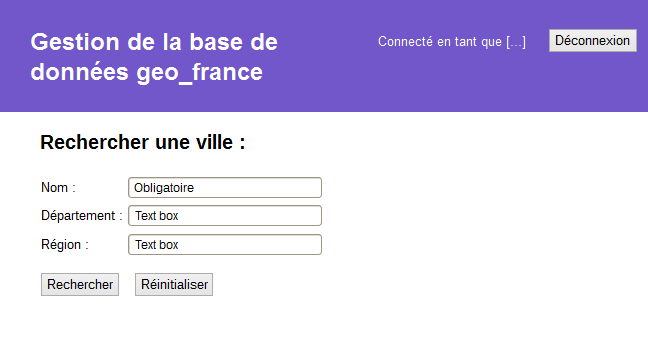 Gestion de la base de
données geo_france
Connecté en tant que [...]
Déconnexion
Rechercher une ville :
Nom :
Obligatoire
Département :
Text box
Région :
Text box
Rechercher
Réinitialiser